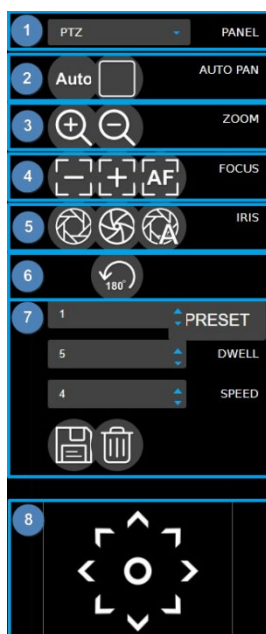 1 PTZ PANEL
2 Auto AUTO PAN
3 ZOOM
4 AF FOCUS
5 A IRIS
6 180°
7 1 PRESET
5 DWELL
4 SPEED
8